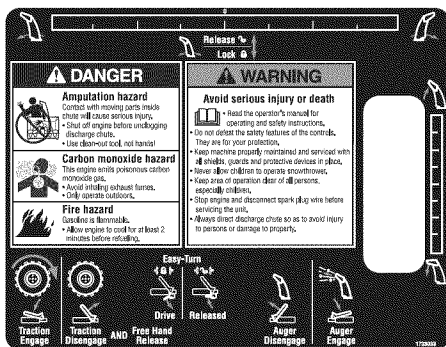 0
Release
Lock
DANGER
Amputation hazard
Contact with moving parts inside
chute will cause serious injury.
• Shut off engine before unclogging
discharge chute.
• Use clean-out tool, not hands!
Carbon monoxide hazard
This engine emits poisonous carbon
monoxide gas.
• Avoid inhaling exhaust fumes.
• Only operate outdoors.
Fire hazard
Gasoline is flammable.
• Allow engine to cool for at least 2
minutes before refueling.
WARNING
Avoid serious injury or death
• Read the operator's manual for
operating and safety instructions.
• Do not defeat the safety features of the controls.
They are for your protection.
• Keep machine properly maintained and serviced with
all shields, guards and protective devices in place.
• Never allow children to operate snowthrower.
• Keep area of operation clear of all persons,
especially children.
• Stop engine and disconnect spark plug wire before
servicing the unit.
• Always direct discharge chute so as to avoid injury
to persons or damage to property.
Easy-Turn
Drive
Released
Traction
Engage
Traction
Disengage
AND
Free Hand
Release
Auger
Disengage
Auger
Engage